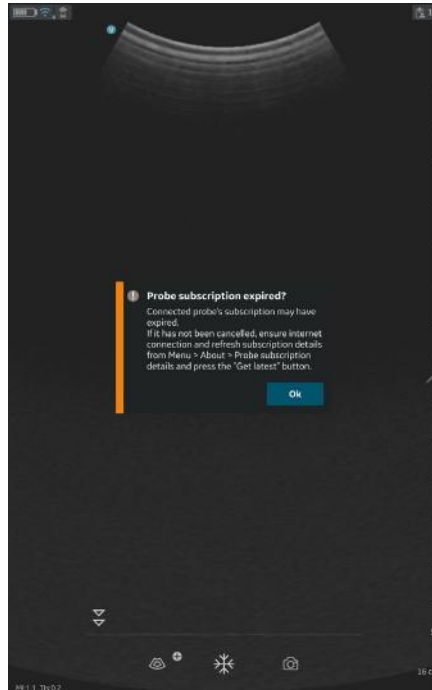 Probe subscription expired?
Connected probe's subscription may have
expired.
If it has not been cancelled, ensure internet
connection and refresh subscription details
from Menu > About > Probe subscription
details and press the "Get latest" button.
Ok
16 c